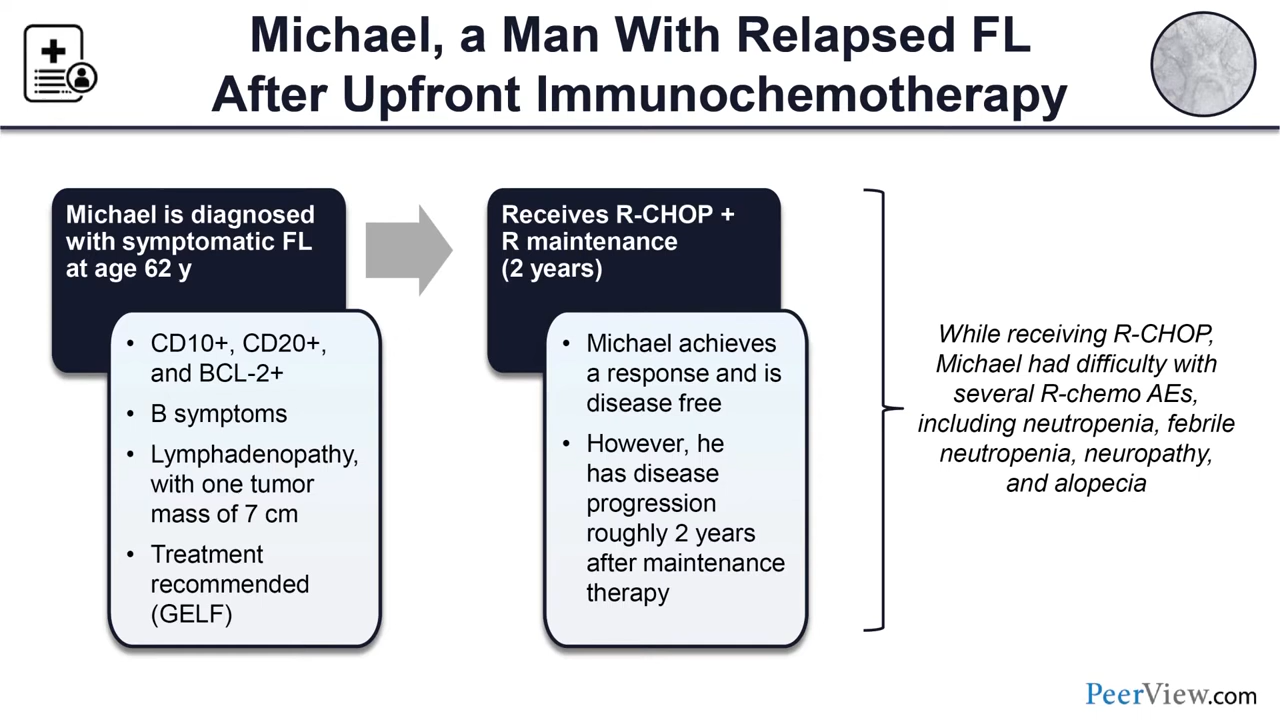 Michael, a Man With Relapsed FL
After Upfront Immunochemotherapy
Michael is diagnosed
with symptomatic FL
at age 62 y
• CD10+, CD20+,
and BCL-2+
• B symptoms
• Lymphadenopathy,
with one tumor
mass of 7 cm
• Treatment
recommended
(GELF)
Receives R-CHOP +
R maintenance
(2 years)
• Michael achieves
a response and is
disease free
• However, he
has disease
progression
roughly 2 years
after maintenance
therapy
While receiving R-CHOP,
Michael had difficulty with
several R-chemo AEs,
including neutropenia, febrile
neutropenia, neuropathy,
and alopecia
PeerView.com